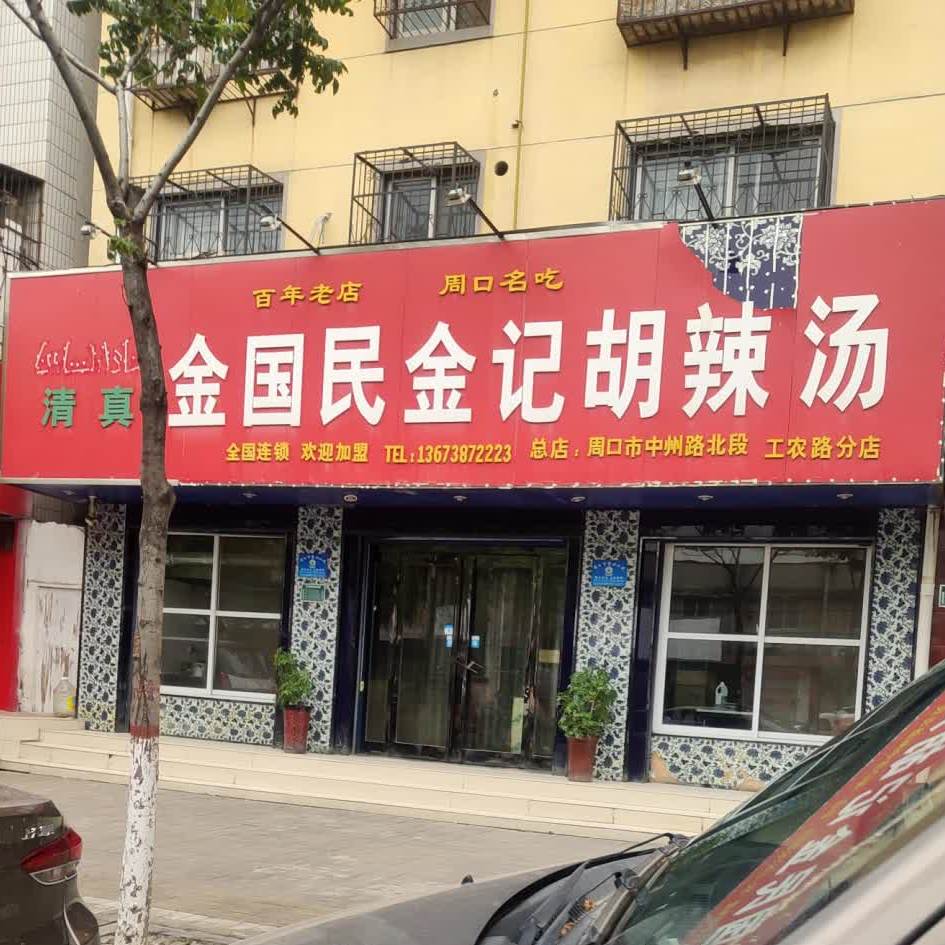 百年老店 周口名吃
清真 金国民金记胡辣汤
全国连锁 欢迎加盟 TEL:13673872223 总店:周口市中州路北段 工农路分店